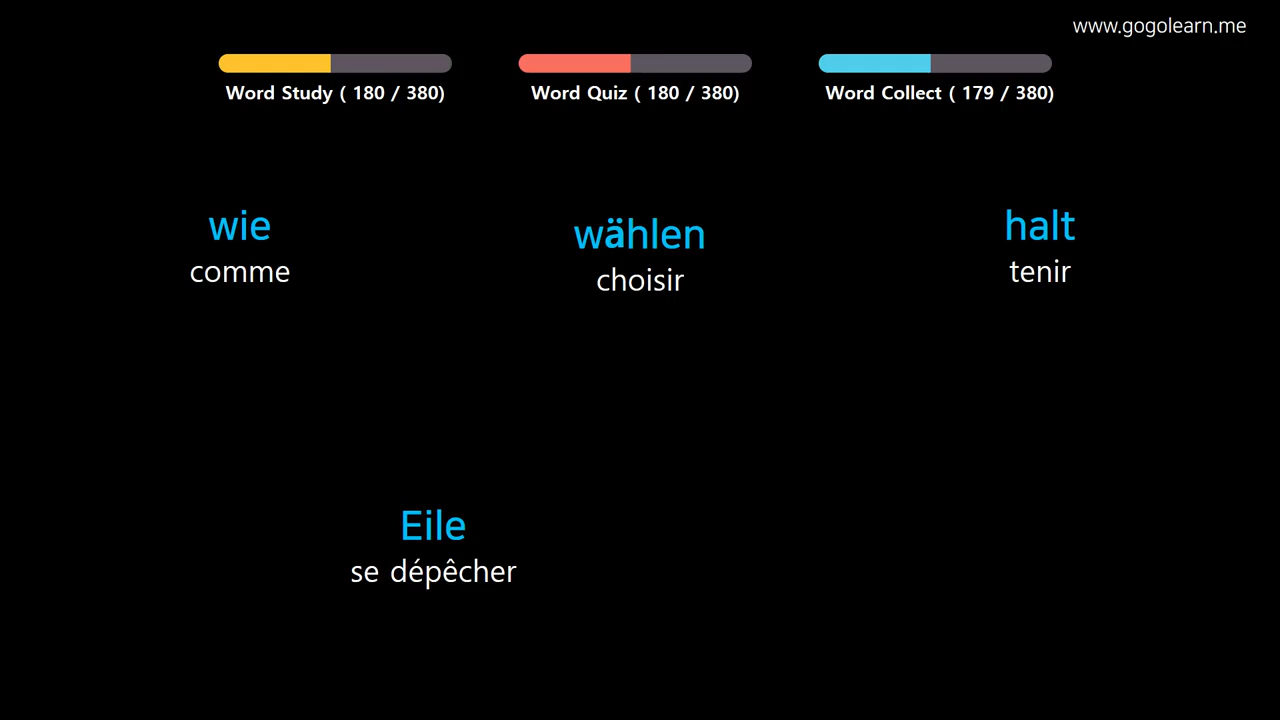 www.gogolearn.me
Word Study ( 180 / 380)
Word Quiz ( 180 / 380)
Word Collect ( 179 / 380)
wie
comme
wählen
choisir
halt
tenir
Eile
se dépêcher